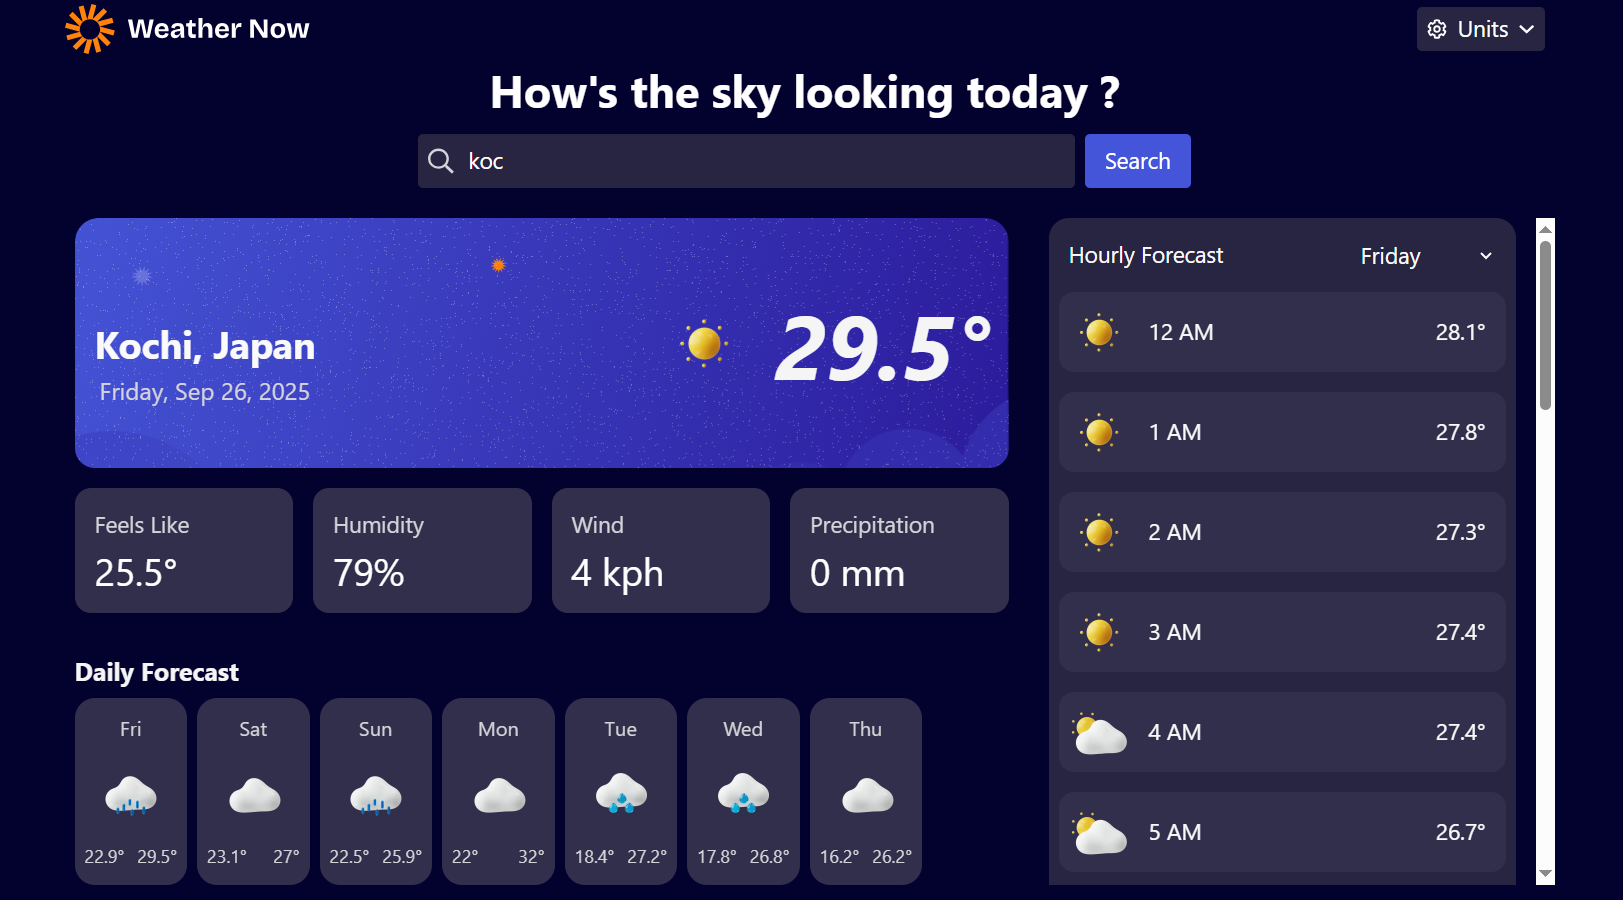 Weather Now
Units
How's the sky looking today ?
koc
Search
Kochi, Japan
Friday, Sep 26, 2025
29.5°
Feels Like
25.5°
Humidity
79%
Wind
4 kph
Precipitation
0 mm
Daily Forecast
Fri
22.9° 29.5°
Sat
23.1° 27°
Sun
22.5° 25.9°
Mon
22° 32°
Tue
18.4° 27.2°
Wed
17.8° 26.8°
Thu
16.2° 26.2°
Hourly Forecast
Friday
12 AM 28.1°
1 AM 27.8°
2 AM 27.3°
3 AM 27.4°
4 AM 27.4°
5 AM 26.7°